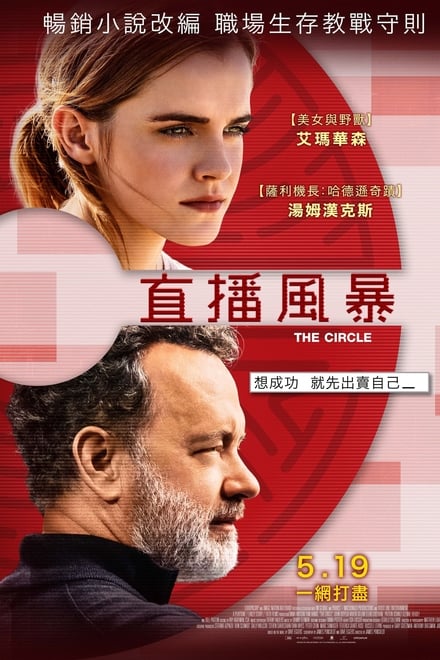 暢銷小說改編 職場生存教戰守則
【美女與野獸】
艾瑪華森
【薩利機長:哈德遜奇蹟】
湯姆漢克斯
直播風暴
THE CIRCLE
想成功 就先出賣自己__
5.19
一網打盡